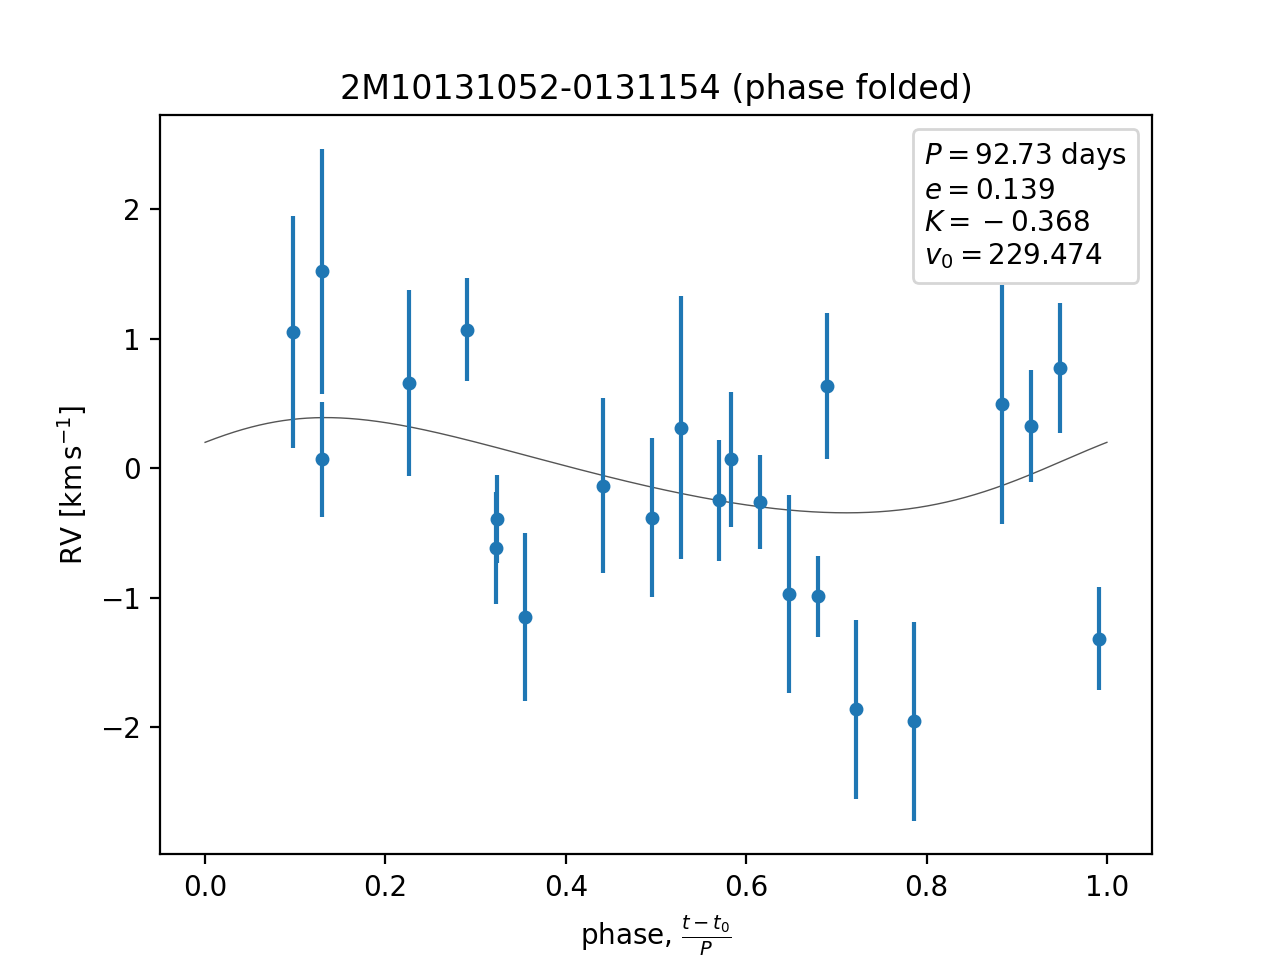 2M10131052-0131154 (phase folded)
P = 92.73 days
e = 0.139
K = −0.368
v₀ = 229.474
RV [km s⁻¹]
2
1
0
−1
−2
0.0 0.2 0.4 0.6 0.8 1.0
phase, (t − t₀)/P